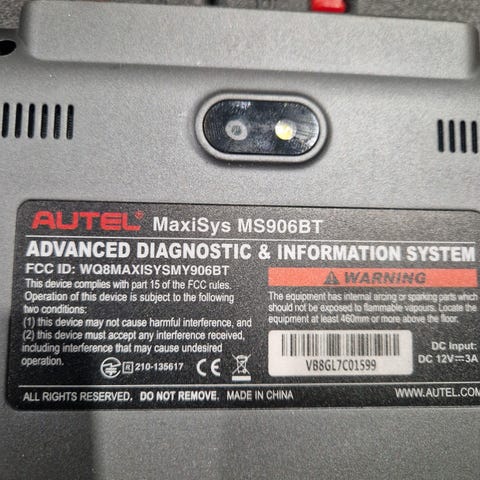 AUTEL® MaxiSys MS906BT
ADVANCED DIAGNOSTIC & INFORMATION SYSTEM
FCC ID: WQ8MAXISYSMY906BT
This device complies with part 15 of the FCC rules.
Operation of this device is subject to the following
two conditions:
(1) this device may not cause harmful interference, and
(2) this device must accept any interference received,
including interference that may cause undesired
operation.
R 210-135617 CE
WARNING
The equipment has internal arcing or sparking parts which
should not be exposed to flammable vapours. Locate the
equipment at least 460mm or more above the floor.
VB8GL7C01599
DC Input:
DC 12V⎓3A
ALL RIGHTS RESERVED, DO NOT REMOVE. MADE IN CHINA
WWW.AUTEL.COM